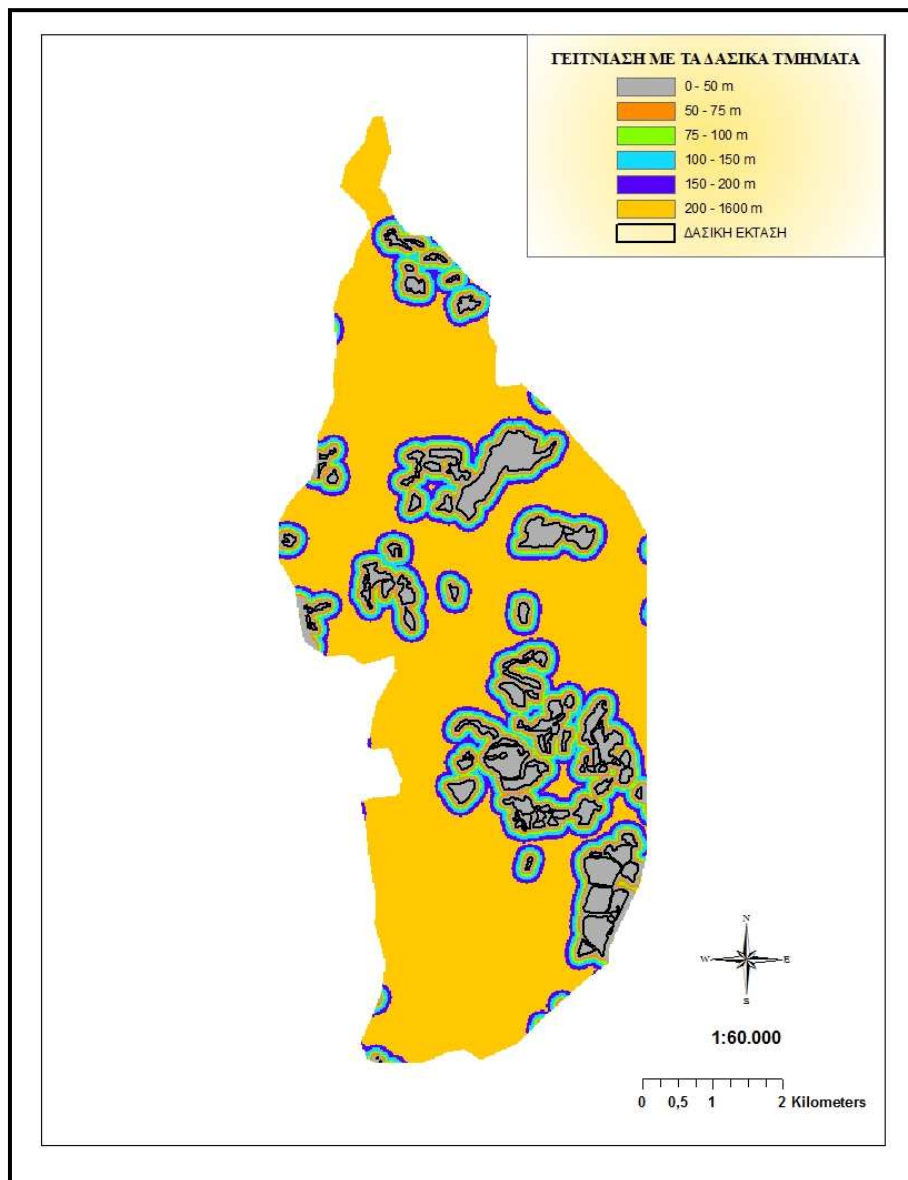 ΓΕΙΤΝΙΑΣΗ ΜΕ ΤΑ ΔΑΣΙΚΑ ΤΜΗΜΑΤΑ
0 - 50 m
50 - 75 m
75 - 100 m
100 - 150 m
150 - 200 m
200 - 1600 m
ΔΑΣΙΚΗ ΕΚΤΑΣΗ
N
W E
S
1:60.000
0 0,5 1 2 Kilometers